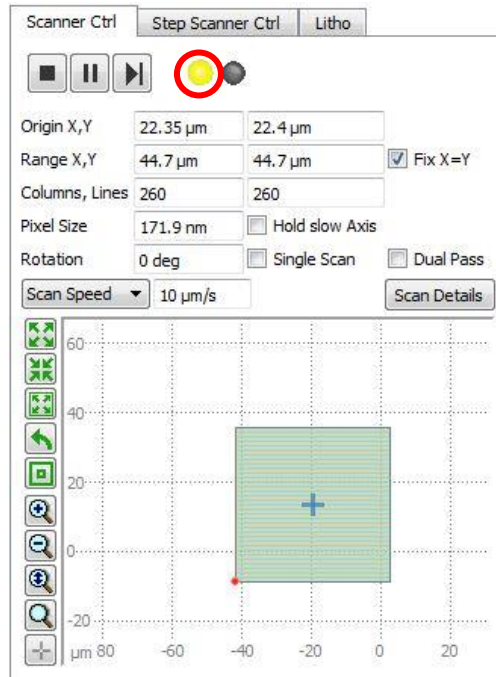 Scanner Ctrl Step Scanner Ctrl Litho
Origin X,Y 22.35 µm 22.4 µm
Range X,Y 44.7 µm 44.7 µm Fix X=Y
Columns, Lines 260 260
Pixel Size 171.9 nm Hold slow Axis
Rotation 0 deg Single Scan Dual Pass
Scan Speed 10 µm/s Scan Details
60
40
20
0
-20
µm 80 -60 -40 -20 0 20